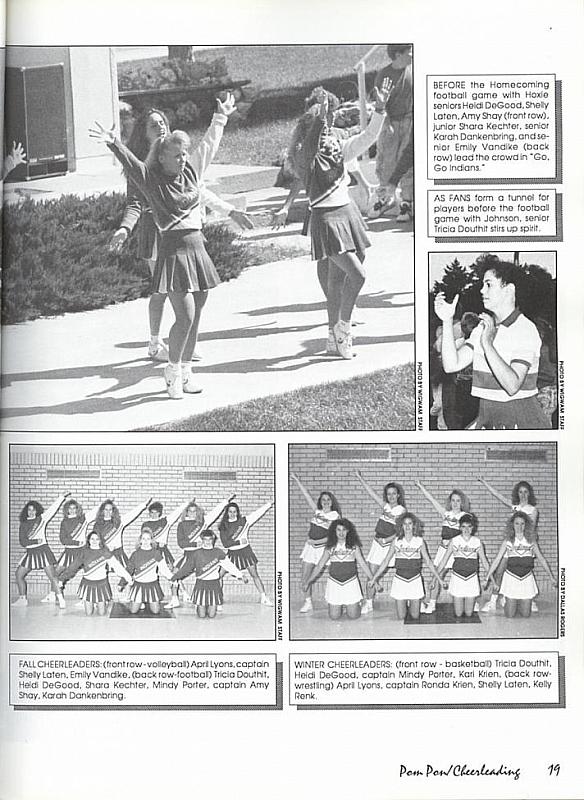 BEFORE the Homecoming
football game with Hoxie
seniors Heidi DeGood, Shelly
Laten, Amy Shay (front row),
junior Shara Kechter, senior
Karah Dankenbring, and se-
nior Emily Vandike (back
row) lead the crowd in "Go,
Go Indians."
AS FANS form a tunnel for
players before the football
game with Johnson, senior
Tricia Douthit stirs up spirit.
PHOTO BY WIGWAM STAFF
PHOTO BY WIGWAM STAFF
PHOTO BY WIGWAM STAFF
PHOTO BY DALLAS ROGERS
FALL CHEERLEADERS: (front row - volleyball) April Lyons, captain
Shelly Laten, Emily Vandike, (back row-football) Tricia Douthit,
Heidi DeGood, Shara Kechter, Mindy Porter, captain Amy
Shay, Karah Dankenbring.
WINTER CHEERLEADERS: (front row - basketball) Tricia Douthit,
Heidi DeGood, captain Mindy Porter, Kari Krien, (back row-
wrestling) April Lyons, captain Ronda Krien, Shelly Laten, Kelly
Renk.
Pom Pon/Cheerleading 19